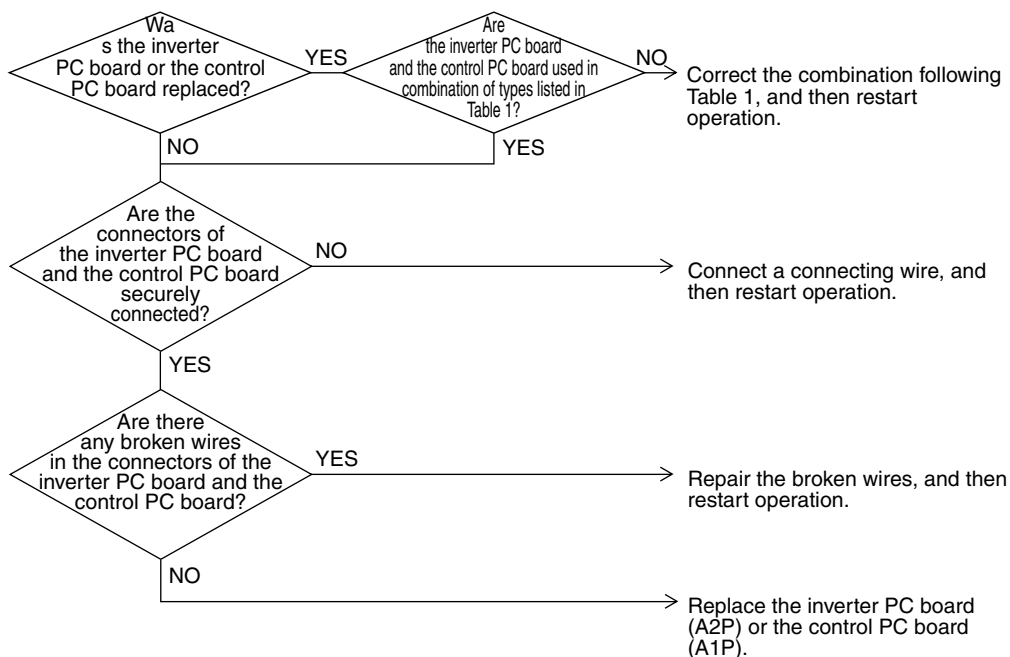 Wa
s the inverter
PC board or the control
PC board replaced?
YES
Are
the inverter PC board
and the control PC board used in
combination of types listed in
Table 1?
NO
Correct the combination following
Table 1, and then restart
operation.
NO
YES
Are the
connectors of
the inverter PC board
and the control PC board
securely
connected?
NO
Connect a connecting wire, and
then restart operation.
YES
Are there
any broken wires
in the connectors of the
inverter PC board and the
control PC board?
YES
Repair the broken wires, and then
restart operation.
NO
Replace the inverter PC board
(A2P) or the control PC board
(A1P).